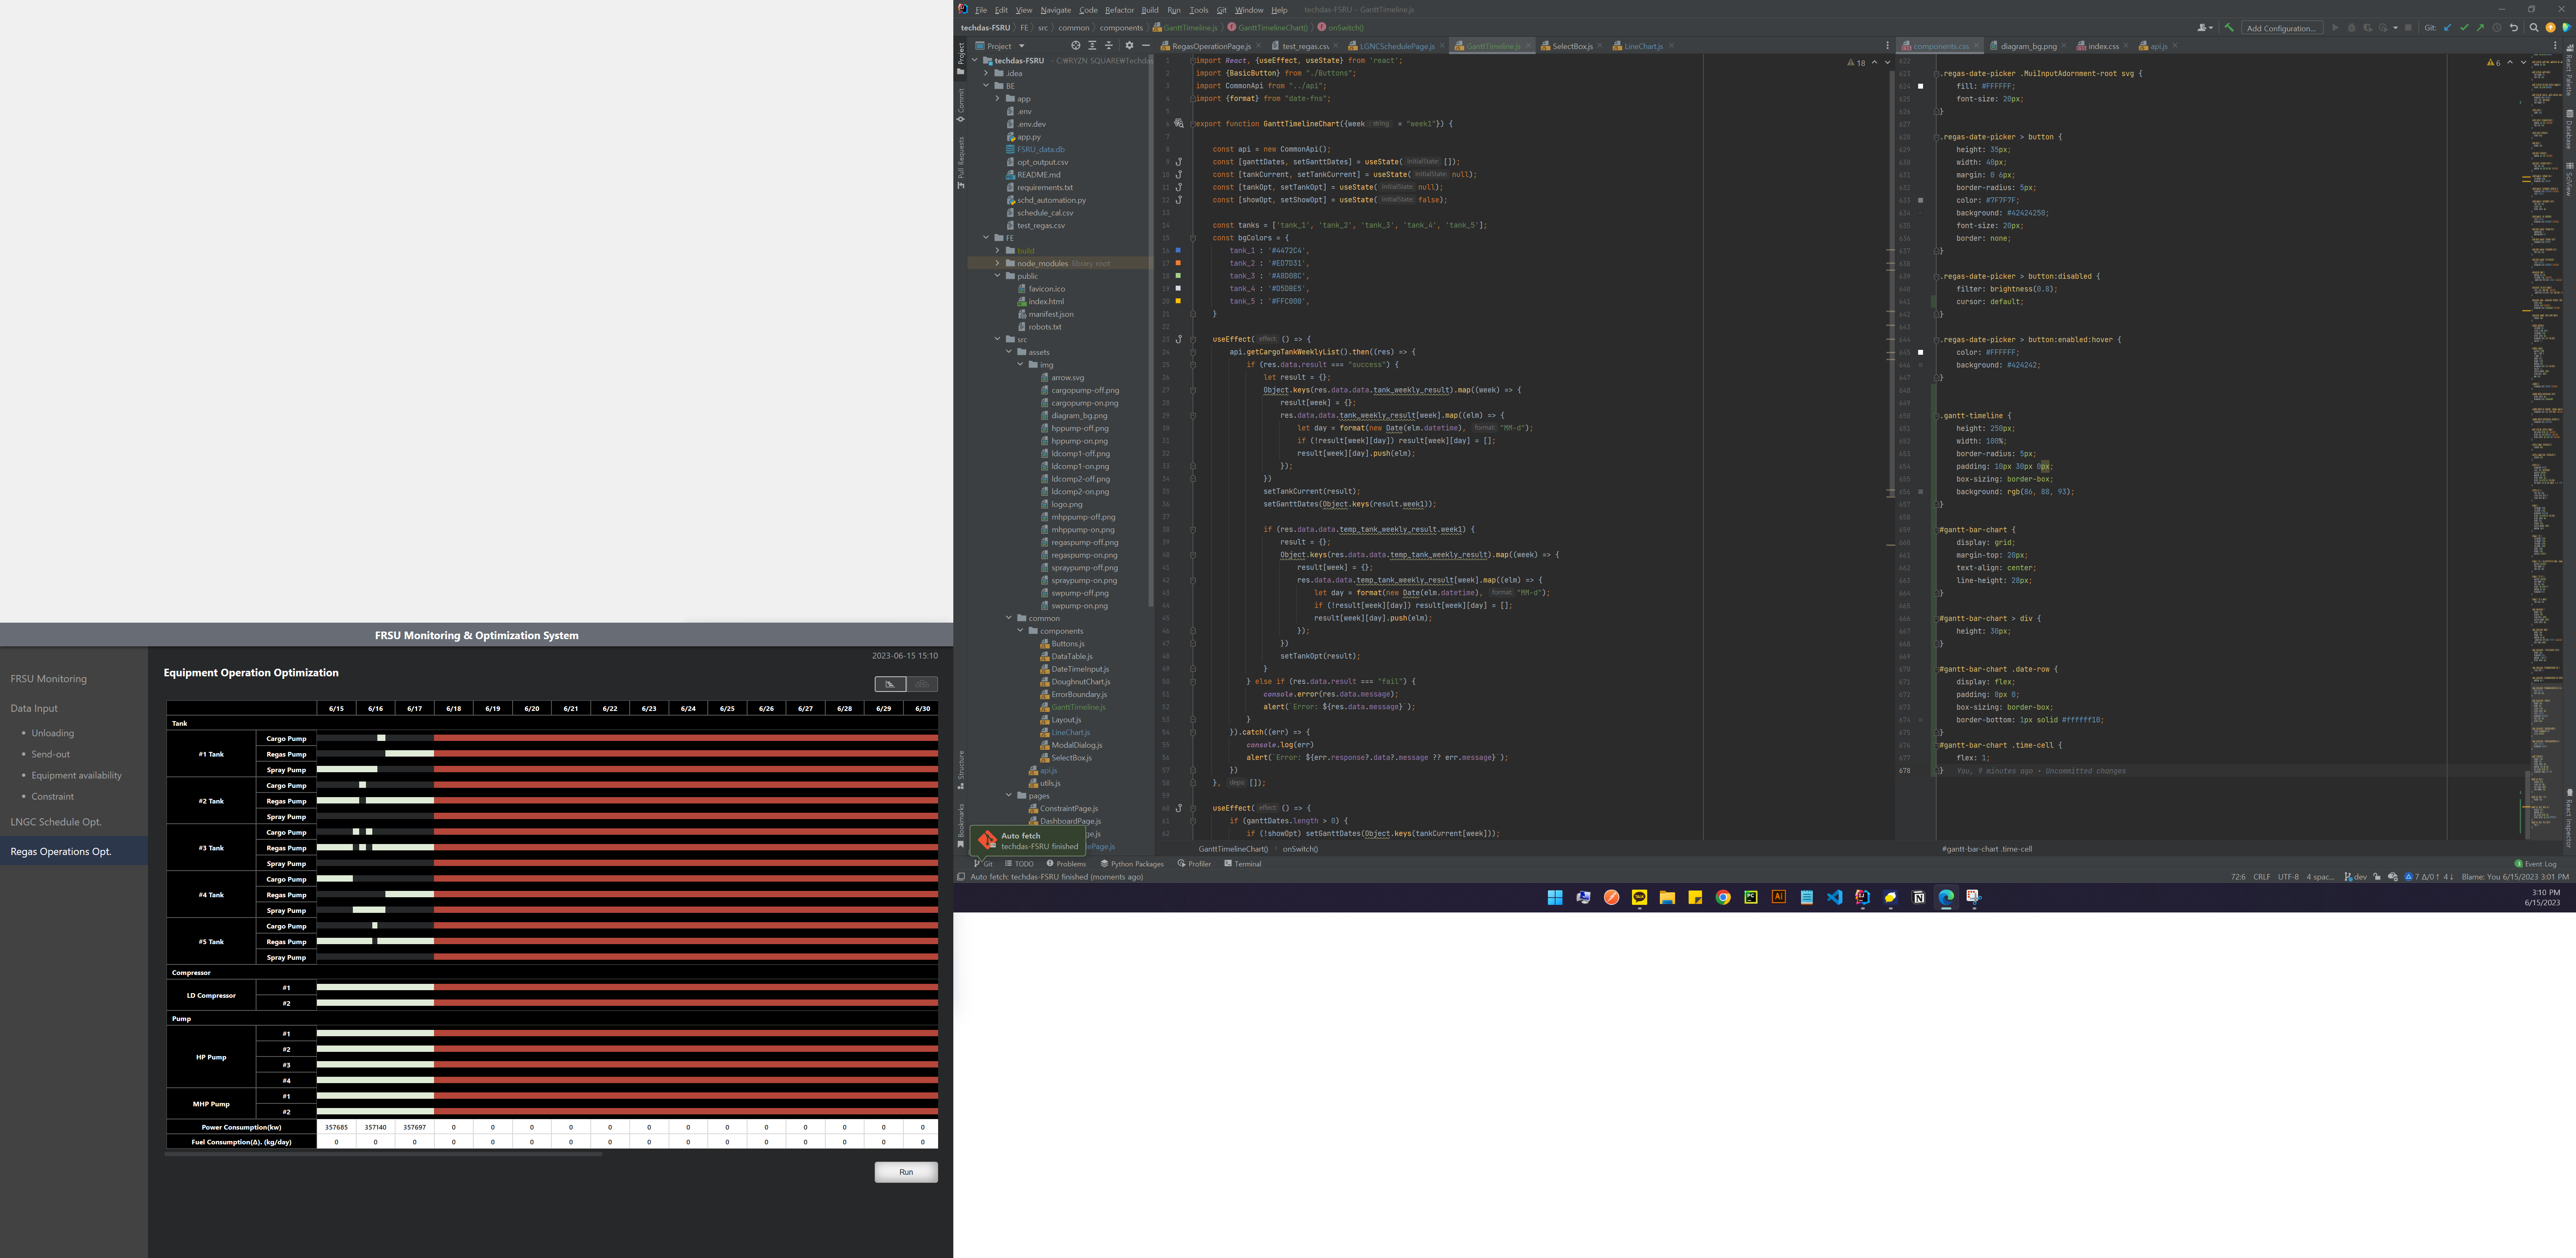 FRSU Monitoring & Optimization System
2023-06-15 15:10
FRSU Monitoring
Data Input
Unloading
Send-out
Equipment availability
Constraint
LNGC Schedule Opt.
Regas Operations Opt.
Equipment Operation Optimization
6/15 6/16 6/17 6/18 6/19 6/20 6/21 6/22 6/23 6/24 6/25 6/26 6/27 6/28 6/29 6/30
Tank
#1 Tank
Cargo Pump
Regas Pump
Spray Pump
#2 Tank
Cargo Pump
Regas Pump
Spray Pump
#3 Tank
Cargo Pump
Regas Pump
Spray Pump
#4 Tank
Cargo Pump
Regas Pump
Spray Pump
#5 Tank
Cargo Pump
Regas Pump
Spray Pump
Compressor
LD Compressor
#1
#2
Pump
HP Pump
#1
#2
#3
#4
MHP Pump
#1
#2
Power Consumption(kw) 357685 357140 357697 0 0 0 0 0 0 0 0 0 0 0 0 0
Fuel Consumption(Δ). (kg/day) 0 0 0 0 0 0 0 0 0 0 0 0 0 0 0 0
Run
File Edit View Navigate Code Refactor Build Run Tools Git Window Help techdas-FSRU - GanttTimeline.js
techdas-FSRU FE src common components GanttTimeline.js GanttTimelineChart() onSwitch()
Add Configuration... Git:
Project
RegasOperationPage.js test_regas.csv LGNCSchedulePage.js GanttTimeline.js SelectBox.js LineChart.js
components.css diagram_bg.png index.css api.js
Project
Commit
Pull Requests
Structure
Bookmarks
techdas-FSRU
.idea
BE
app
.env
.env.dev
app.py
FSRU_data.db
opt_output.csv
README.md
requirements.txt
schd_automation.py
schedule_cal.csv
test_regas.csv
FE
build
node_modules library root
public
favicon.ico
index.html
manifest.json
robots.txt
src
assets
img
arrow.svg
cargopump-off.png
cargopump-on.png
diagram_bg.png
hppump-off.png
hppump-on.png
ldcomp1-off.png
ldcomp1-on.png
ldcomp2-off.png
ldcomp2-on.png
logo.png
mhppump-off.png
mhppump-on.png
regaspump-off.png
regaspump-on.png
spraypump-off.png
spraypump-on.png
swpump-off.png
swpump-on.png
common
components
Buttons.js
DataTable.js
DateTimeInput.js
DoughnutChart.js
ErrorBoundary.js
GanttTimeline.js
Layout.js
LineChart.js
ModalDialog.js
SelectBox.js
api.js
utils.js
pages
ConstraintPage.js
DashboardPage.js
Auto fetch
techdas-FSRU finished
18
import React, {useEffect, useState} from 'react';
import {BasicButton} from "./Buttons";
import CommonApi from "../api";
import {format} from "date-fns";
export function GanttTimelineChart({week :string = "week1"}) {
const api = new CommonApi();
const [ganttDates, setGanttDates] = useState( initialState: []);
const [tankCurrent, setTankCurrent] = useState( initialState: null);
const [tankOpt, setTankOpt] = useState( initialState: null);
const [showOpt, setShowOpt] = useState( initialState: false);
const tanks = ['tank_1', 'tank_2', 'tank_3', 'tank_4', 'tank_5'];
const bgColors = {
tank_1 : '#4472C4',
tank_2 : '#ED7D31',
tank_3 : '#A8D08C',
tank_4 : '#D5DBE5',
tank_5 : '#FFC000',
}
useEffect( effect: () => {
api.getCargoTankWeeklyList().then((res) => {
if (res.data.result === "success") {
let result = {};
Object.keys(res.data.data.tank_weekly_result).map((week) => {
result[week] = {};
res.data.data.tank_weekly_result[week].map((elm) => {
let day = format(new Date(elm.datetime), format: "MM-d");
if (!result[week][day]) result[week][day] = [];
result[week][day].push(elm);
});
})
setTankCurrent(result);
setGanttDates(Object.keys(result.week1));
if (res.data.data.temp_tank_weekly_result.week1) {
result = {};
Object.keys(res.data.data.temp_tank_weekly_result).map((week) => {
result[week] = {};
res.data.data.temp_tank_weekly_result[week].map((elm) => {
let day = format(new Date(elm.datetime), format: "MM-d");
if (!result[week][day]) result[week][day] = [];
result[week][day].push(elm);
});
})
setTankOpt(result);
}
} else if (res.data.result === "fail") {
console.error(res.data.message);
alert(`Error: ${res.data.message}`);
}
}).catch((err) => {
console.log(err)
alert(`Error: ${err.response?.data?.message ?? err.message}`);
})
}, deps: []);
useEffect( effect: () => {
if (ganttDates.length > 0) {
if (!showOpt) setGanttDates(Object.keys(tankCurrent[week]));
GanttTimelineChart() onSwitch()
6
.regas-date-picker .MuiInputAdornment-root svg {
fill: #FFFFFF;
font-size: 20px;
}
.regas-date-picker > button {
height: 35px;
width: 40px;
margin: 0 6px;
border-radius: 5px;
color: #7F7F7F;
background: #42424250;
font-size: 20px;
border: none;
}
.regas-date-picker > button:disabled {
filter: brightness(0.8);
cursor: default;
}
.regas-date-picker > button:enabled:hover {
color: #FFFFFF;
background: #424242;
}
.gantt-timeline {
height: 250px;
width: 100%;
border-radius: 5px;
padding: 10px 30px 0px;
box-sizing: border-box;
background: rgb(86, 88, 93);
}
#gantt-bar-chart {
display: grid;
margin-top: 20px;
text-align: center;
line-height: 28px;
}
#gantt-bar-chart > div {
height: 30px;
}
#gantt-bar-chart .date-row {
display: flex;
padding: 0px 0;
box-sizing: border-box;
border-bottom: 1px solid #ffffff10;
}
#gantt-bar-chart .time-cell {
flex: 1;
} You, 9 minutes ago • Uncommitted changes
#gantt-bar-chart .time-cell
React Palette
Database
SciView
React Inspector
Git TODO Problems Python Packages Profiler Terminal
Event Log
Auto fetch: techdas-FSRU finished (moments ago)
72:6 CRLF UTF-8 4 spac... dev 7 Δ/0↑ 4↓ Blame: You 6/15/2023 3:01 PM
3:10 PM
6/15/2023